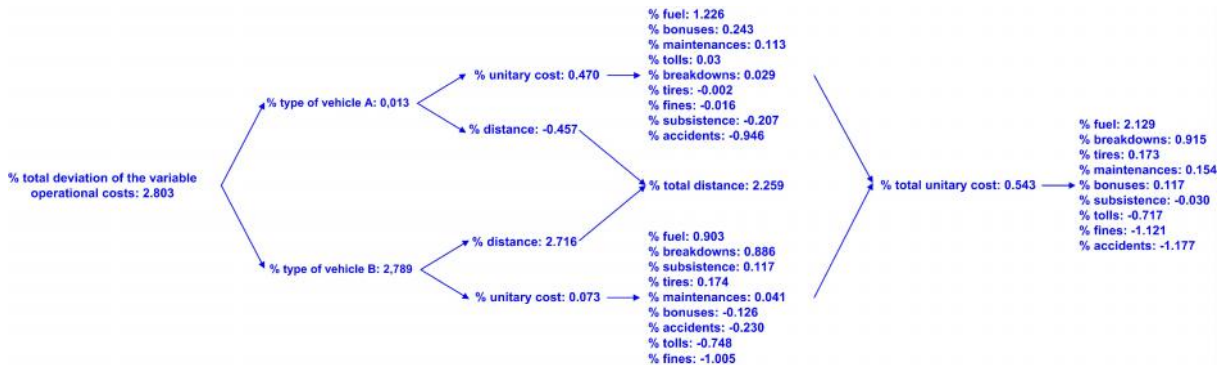 % total deviation of the variable
operational costs: 2.803
% type of vehicle A: 0,013
% type of vehicle B: 2,789
% unitary cost: 0.470
% distance: -0.457
% distance: 2.716
% unitary cost: 0.073
% fuel: 1.226
% bonuses: 0.243
% maintenances: 0.113
% tolls: 0.03
% breakdowns: 0.029
% tires: -0.002
% fines: -0.016
% subsistence: -0.207
% accidents: -0.946
% total distance: 2.259
% fuel: 0.903
% breakdowns: 0.886
% subsistence: 0.117
% tires: 0.174
% maintenances: 0.041
% bonuses: -0.126
% accidents: -0.230
% tolls: -0.748
% fines: -1.005
% total unitary cost: 0.543
% fuel: 2.129
% breakdowns: 0.915
% tires: 0.173
% maintenances: 0.154
% bonuses: 0.117
% subsistence: -0.030
% tolls: -0.717
% fines: -1.121
% accidents: -1.177